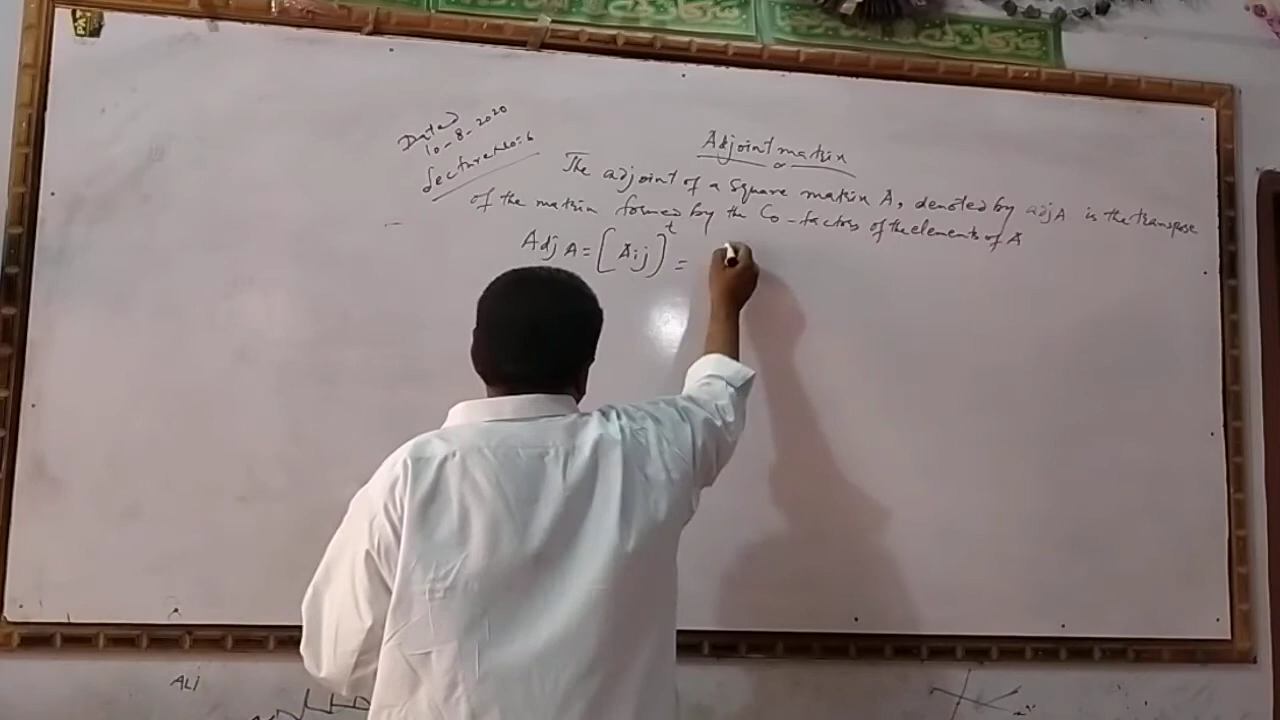 Dated
10-8-2020
Lecture No: 6
Adjoint matrix
The adjoint of a Square matrix A, denoted by adj A is the transpose
of the matrix formed by the Co-factors of the elements of A
Adj A = [Aij]t =
ALI